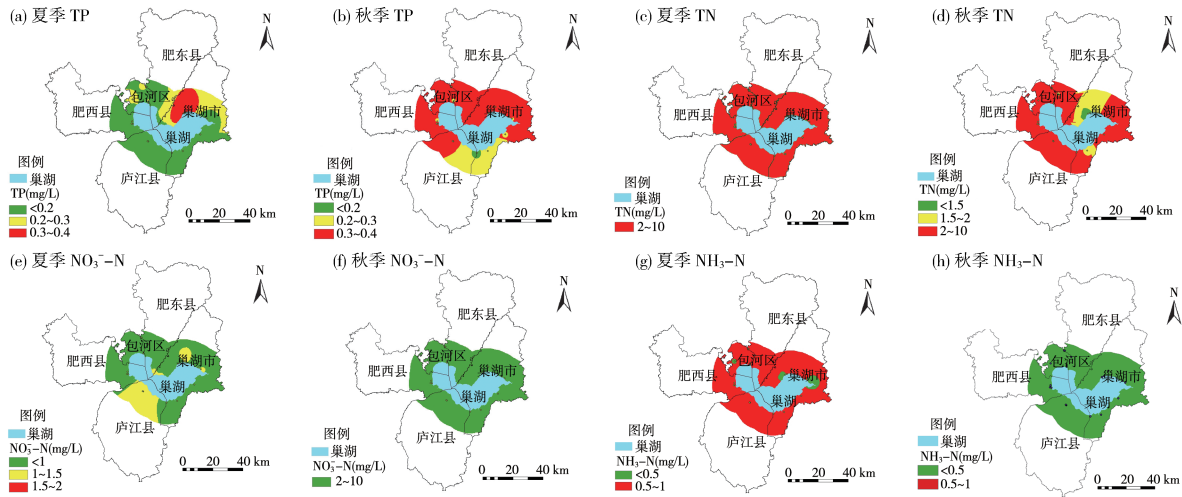 (a) 夏季 TP
N
肥东县
肥西县
包河区
巢湖市
巢湖
庐江县
图例
巢湖
TP(mg/L)
<0.2
0.2~0.3
0.3~0.4
0 20 40 km
(b) 秋季 TP
N
肥东县
肥西县
包河区
巢湖市
巢湖
庐江县
图例
巢湖
TP(mg/L)
<0.2
0.2~0.3
0.3~0.4
0 20 40 km
(c) 夏季 TN
N
肥东县
肥西县
包河区
巢湖市
巢湖
庐江县
图例
巢湖
TN(mg/L)
2~10
0 20 40 km
(d) 秋季 TN
N
肥东县
肥西县
包河区
巢湖市
巢湖
庐江县
图例
巢湖
TN(mg/L)
<1.5
1.5~2
2~10
0 20 40 km
(e) 夏季 NO₃⁻-N
N
肥东县
肥西县
包河区
巢湖市
巢湖
庐江县
图例
巢湖
NO₃⁻-N(mg/L)
<1
1~1.5
1.5~2
0 20 40 km
(f) 秋季 NO₃⁻-N
N
肥东县
肥西县
包河区
巢湖市
巢湖
庐江县
图例
巢湖
NO₃⁻-N(mg/L)
2~10
0 20 40 km
(g) 夏季 NH₃-N
N
肥东县
肥西县
包河区
巢湖市
巢湖
庐江县
图例
巢湖
NH₃-N(mg/L)
<0.5
0.5~1
0 20 40 km
(h) 秋季 NH₃-N
N
肥东县
肥西县
包河区
巢湖市
巢湖
庐江县
图例
巢湖
NH₃-N(mg/L)
<0.5
0.5~1
0 20 40 km